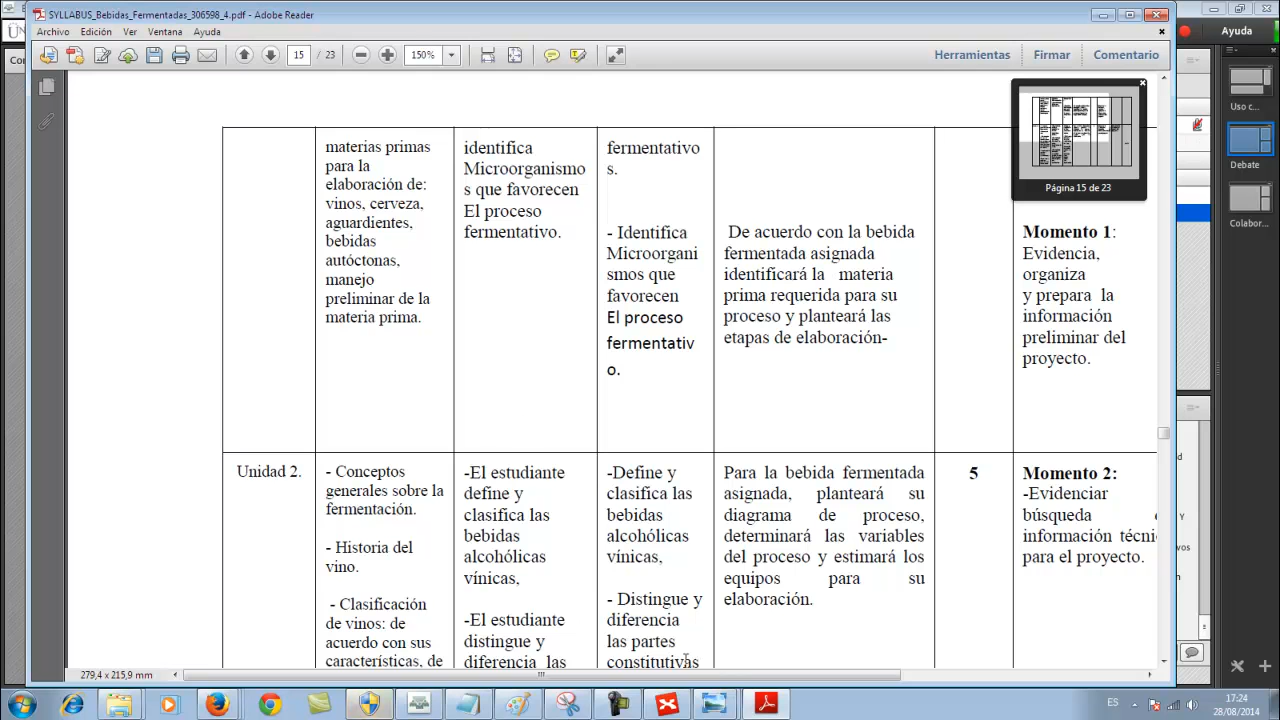 SYLLABUS_Bebidas_Fermentadas_306598_4.pdf - Adobe Reader
Archivo Edición Ver Ventana Ayuda
15 / 23
150%
Herramientas Firmar Comentario
Ayuda
Página 15 de 23
Uso c...
Debate
Colabor...
materias primas
para la
elaboración de:
vinos, cerveza,
aguardientes,
bebidas
autóctonas,
manejo
preliminar de la
materia prima.
identifica
Microorganismo
s que favorecen
El proceso
fermentativo.
fermentativo
s.
- Identifica
Microorgani
smos que
favorecen
El proceso
fermentativ
o.
De acuerdo con la bebida
fermentada asignada
identificará la materia
prima requerida para su
proceso y planteará las
etapas de elaboración-
Momento 1:
Evidencia,
organiza
y prepara la
información
preliminar del
proyecto.
Unidad 2.
- Conceptos
generales sobre la
fermentación.
- Historia del
vino.
- Clasificación
de vinos: de
acuerdo con sus
características, de
-El estudiante
define y
clasifica las
bebidas
alcohólicas
vínicas,
-El estudiante
distingue y
diferencia las
-Define y
clasifica las
bebidas
alcohólicas
vínicas,
- Distingue y
diferencia
las partes
constitutivas
Para la bebida fermentada
asignada, planteará su
diagrama de proceso,
determinará las variables
del proceso y estimará los
equipos para su
elaboración.
5
Momento 2:
-Evidenciar
búsqueda
información técni
para el proyecto.
279,4 x 215,9 mm
ES
17:24
28/08/2014